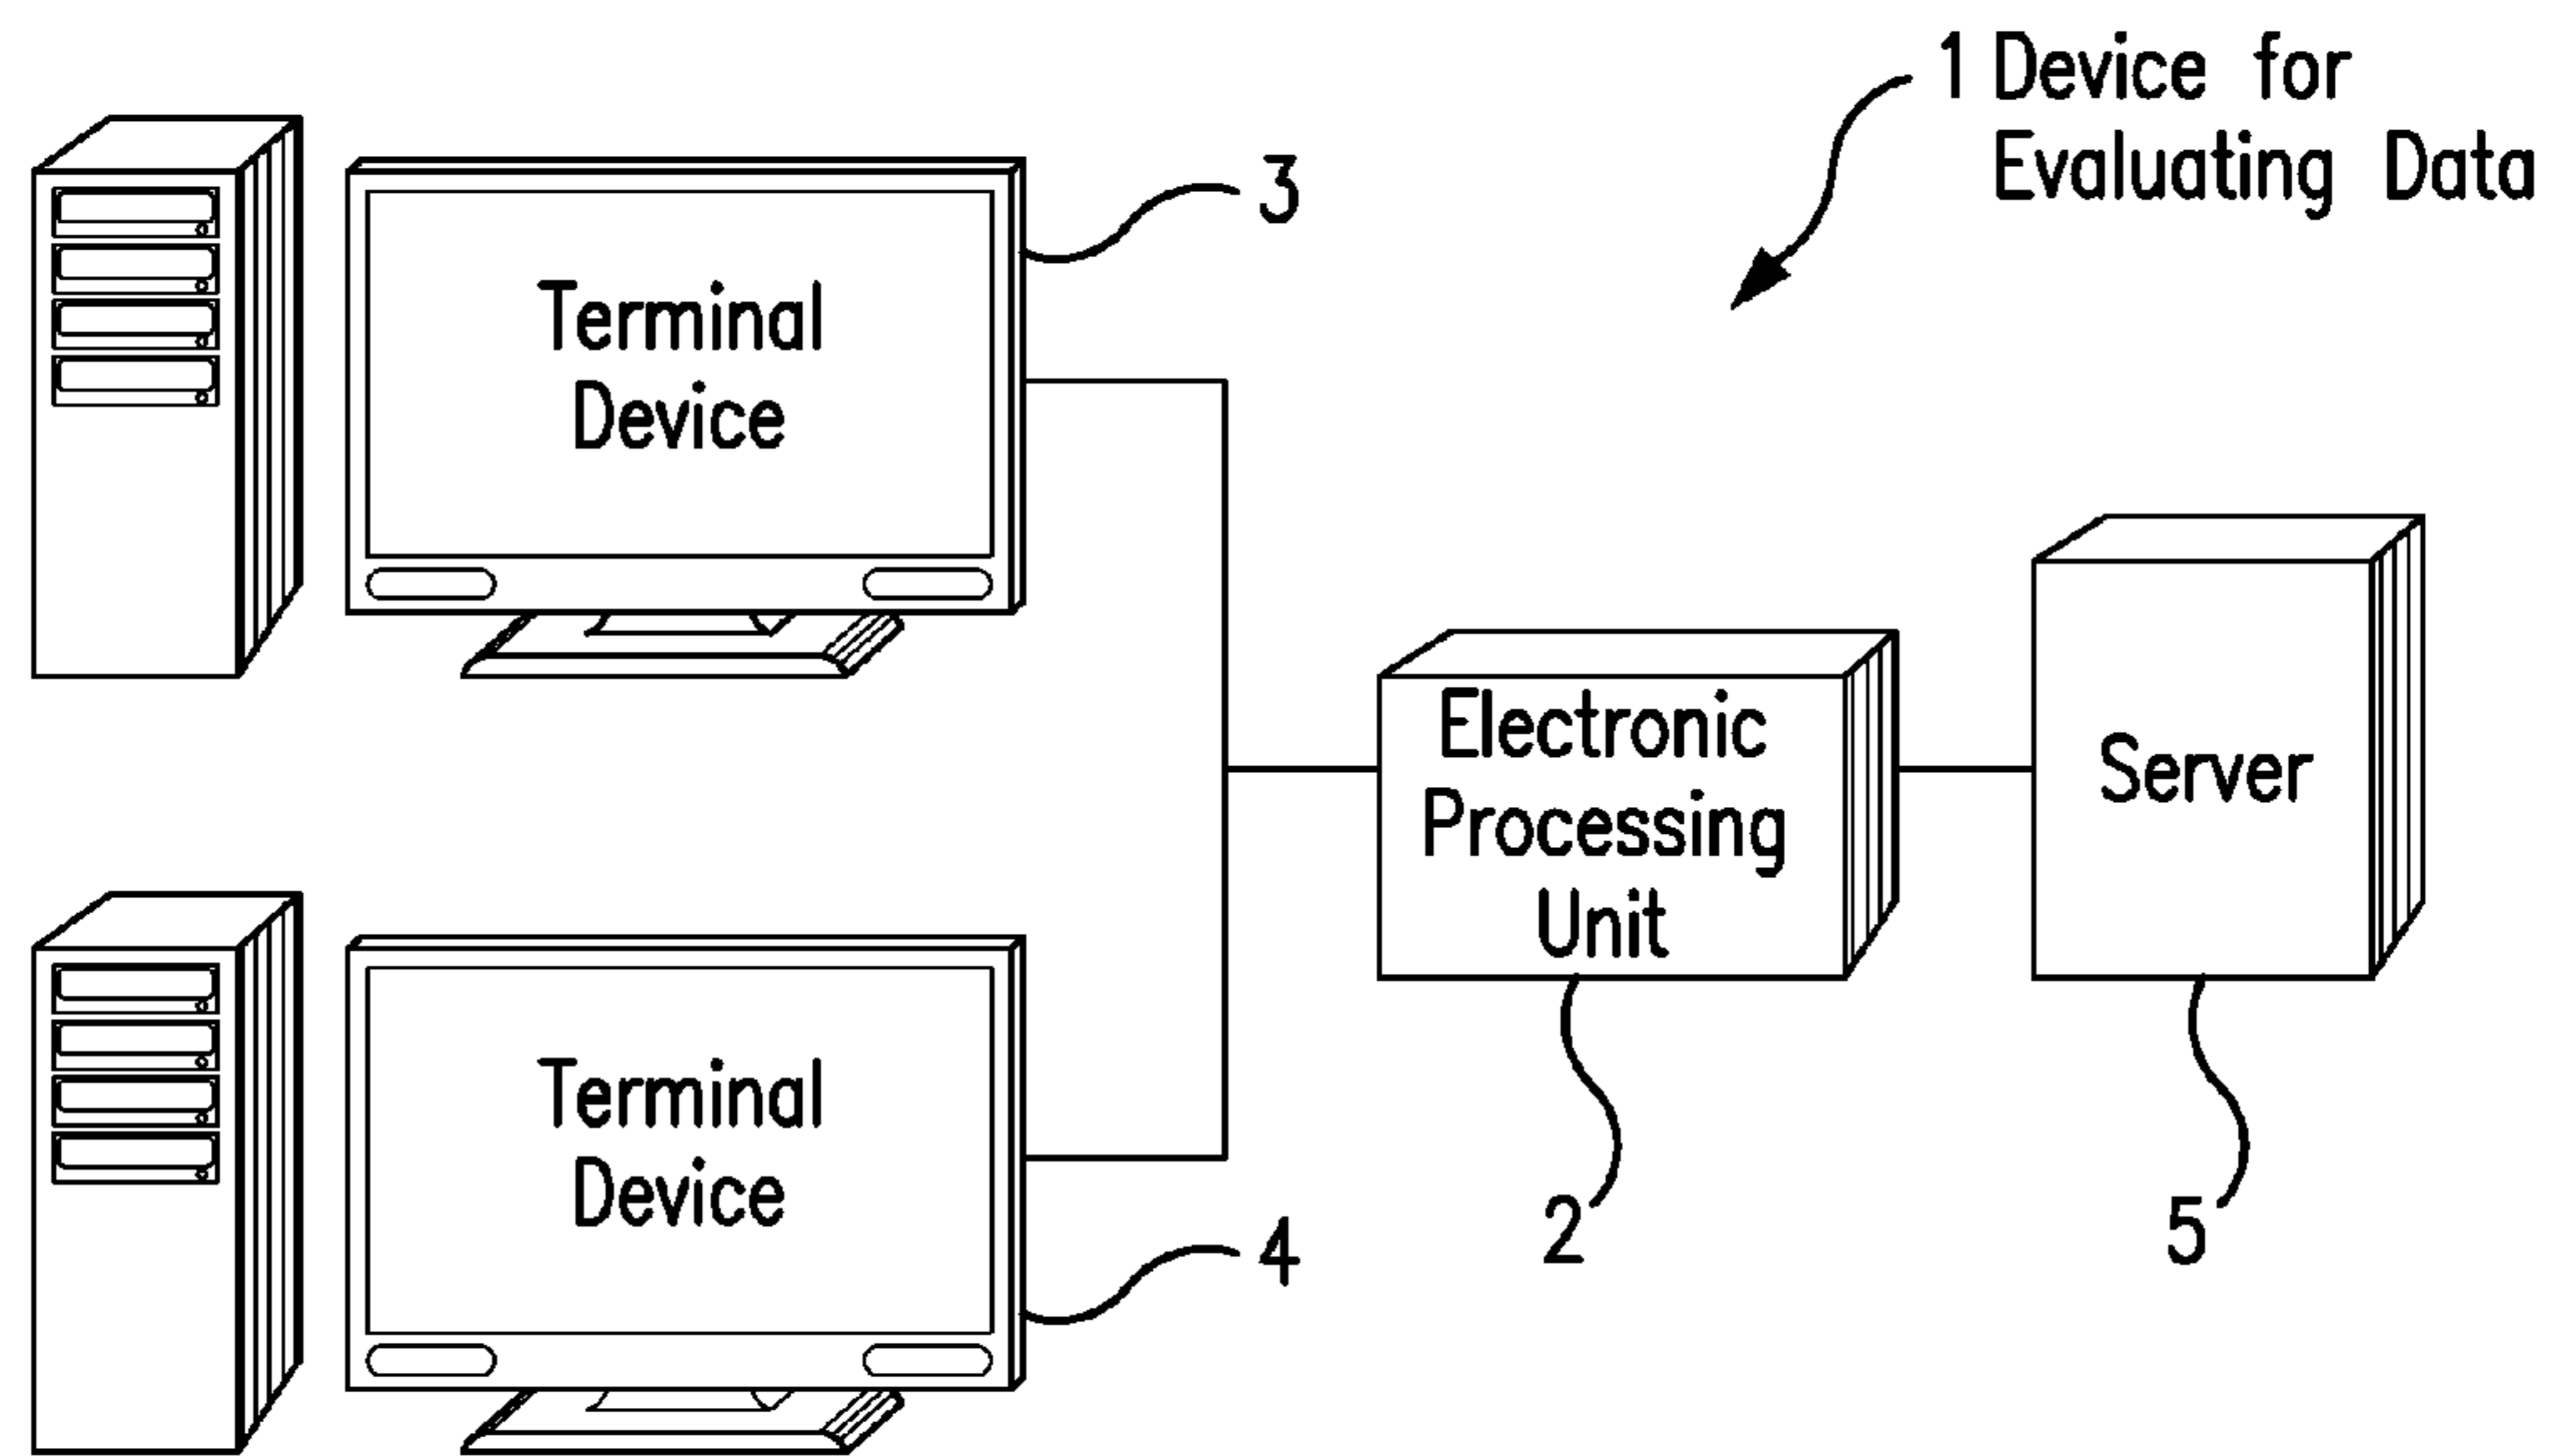 1 Device for
Evaluating Data
3
Terminal
Device
Electronic
Processing
Unit
Server
Terminal
Device
4
2
5